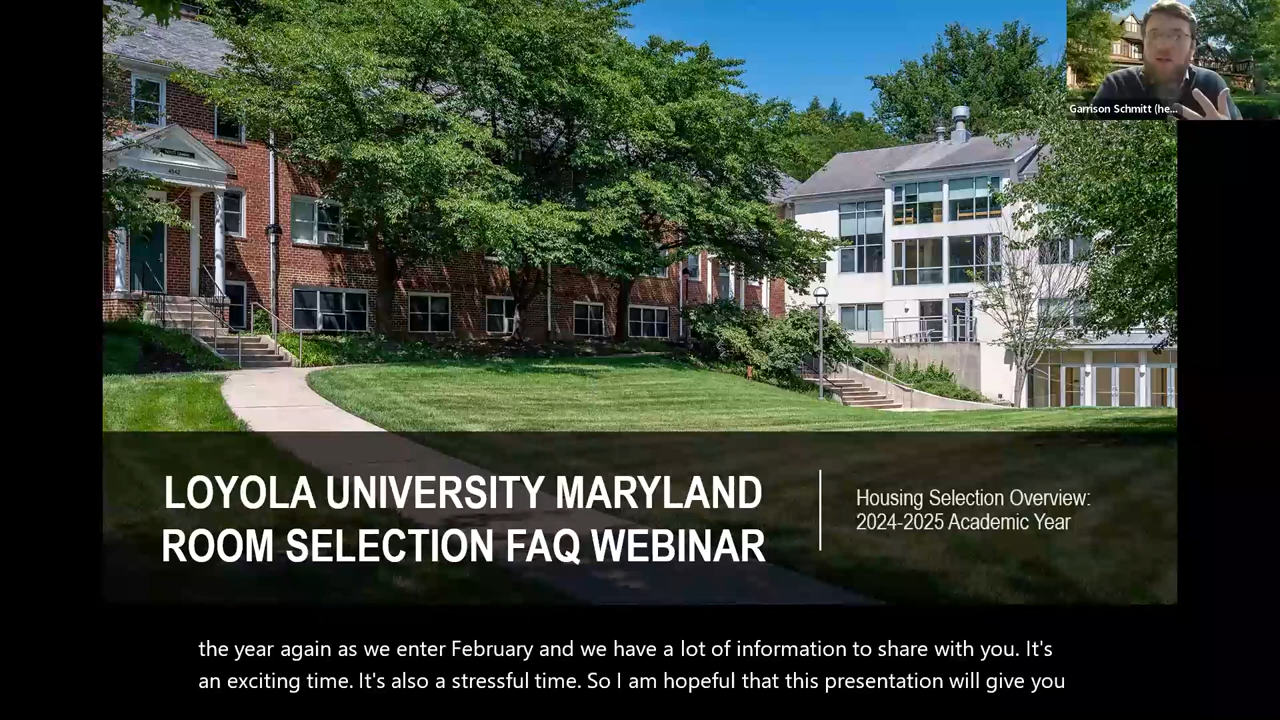 Garrison Schmitt (he...
4542
LOYOLA UNIVERSITY MARYLAND
ROOM SELECTION FAQ WEBINAR
Housing Selection Overview:
2024-2025 Academic Year
the year again as we enter February and we have a lot of information to share with you. It's
an exciting time. It's also a stressful time. So I am hopeful that this presentation will give you